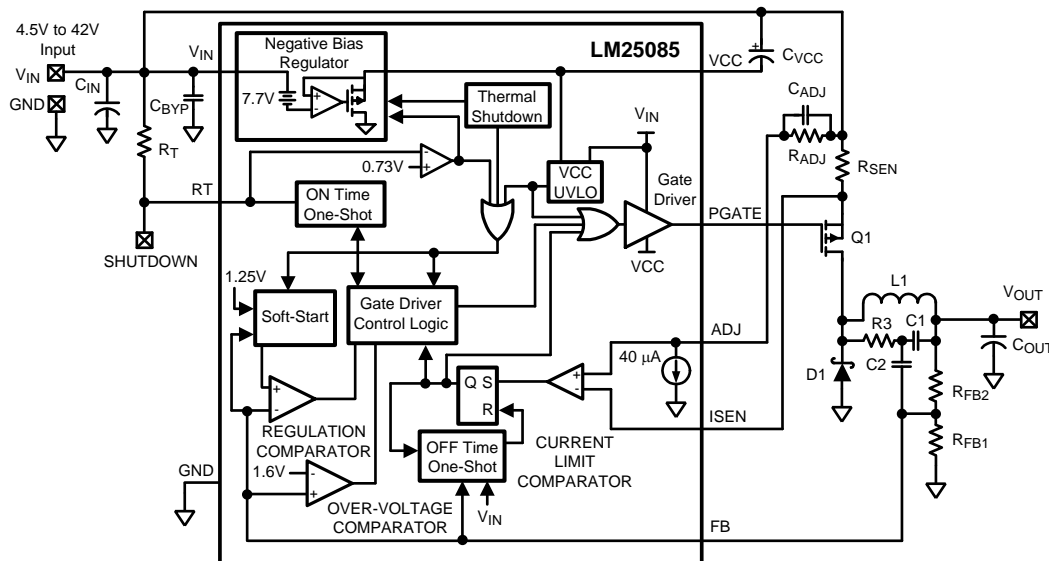 4.5V to 42V
Input
VIN
GND
CIN
CBYP
VIN
RT
RT
SHUTDOWN
Negative Bias
Regulator
7.7V
LM25085
VCC
CVCC
CADJ
RADJ
RSEN
Thermal
Shutdown
VIN
0.73V
VCC
UVLO
Gate
Driver
VCC
PGATE
Q1
ON Time
One-Shot
1.25V
Soft-Start
Gate Driver
Control Logic
L1
VOUT
R3
C1
C2
COUT
D1
RFB2
RFB1
ADJ
40 μA
ISEN
+
-
Q S
R
+
-
+
-
+
-
REGULATION
COMPARATOR
OFF Time
One-Shot
CURRENT
LIMIT
COMPARATOR
GND
1.6V
-
+
OVER-VOLTAGE
COMPARATOR
VIN
FB